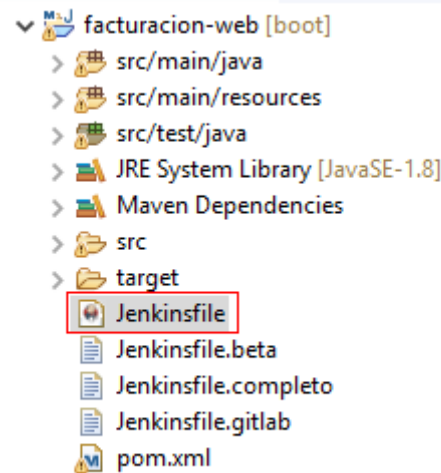 facturacion-web [boot]
src/main/java
src/main/resources
src/test/java
JRE System Library [JavaSE-1.8]
Maven Dependencies
src
target
Jenkinsfile
Jenkinsfile.beta
Jenkinsfile.completo
Jenkinsfile.gitlab
pom.xml